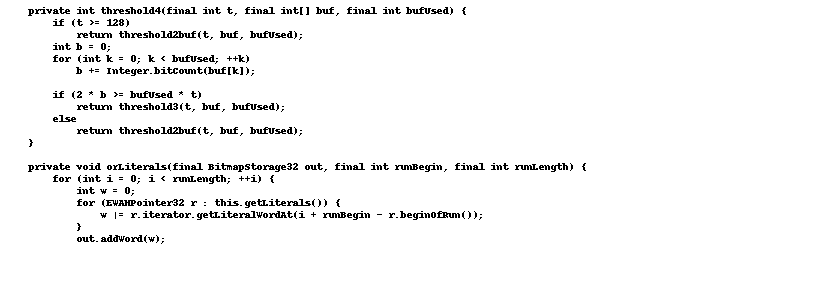 private int threshold4(final int t, final int[] buf, final int bufUsed) {
if (t >= 128)
return threshold2buf(t, buf, bufUsed);
int b = 0;
for (int k = 0; k < bufUsed; ++k)
b += Integer.bitCount(buf[k]);
if (2 * b >= bufUsed * t)
return threshold3(t, buf, bufUsed);
else
return threshold2buf(t, buf, bufUsed);
}
private void orLiterals(final BitmapStorage32 out, final int runBegin, final int runLength) {
for (int i = 0; i < runLength; ++i) {
int w = 0;
for (EWAHPointer32 r : this.getLiterals()) {
w |= r.iterator.getLiteralWordAt(i + runBegin - r.beginOfRun());
}
out.addWord(w);